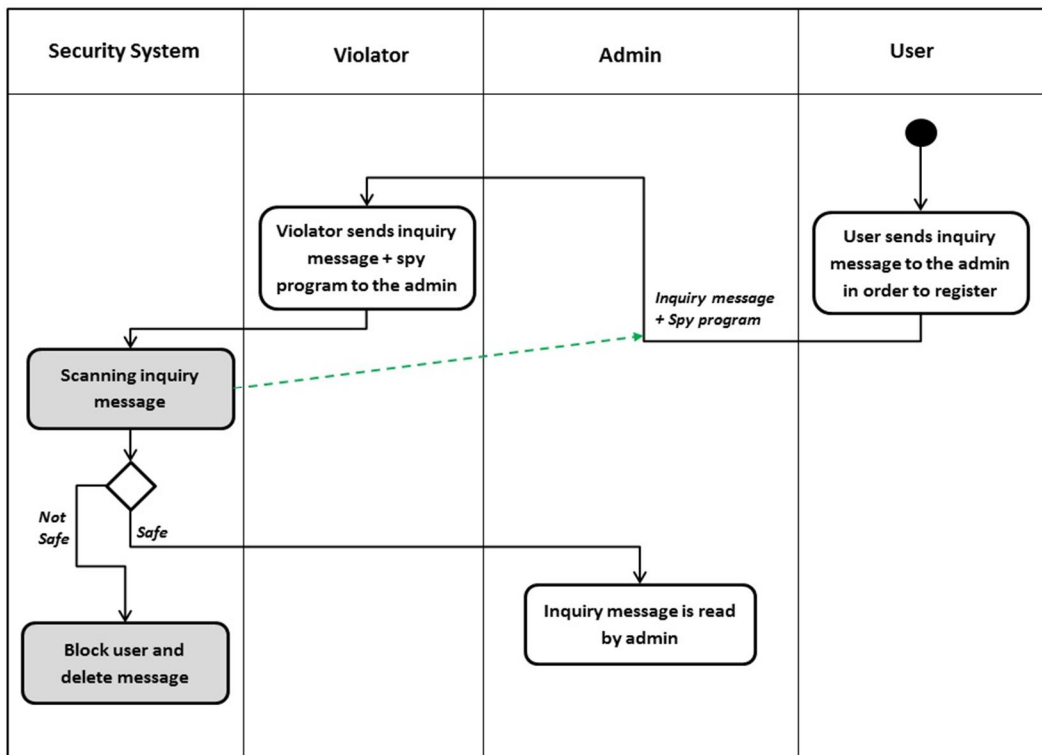 Security System
Violator
Admin
User
Violator sends inquiry
message + spy
program to the admin
User sends inquiry
message to the admin
in order to register
Inquiry message
+ Spy program
Scanning inquiry
message
Not
Safe
Safe
Inquiry message is read
by admin
Block user and
delete message